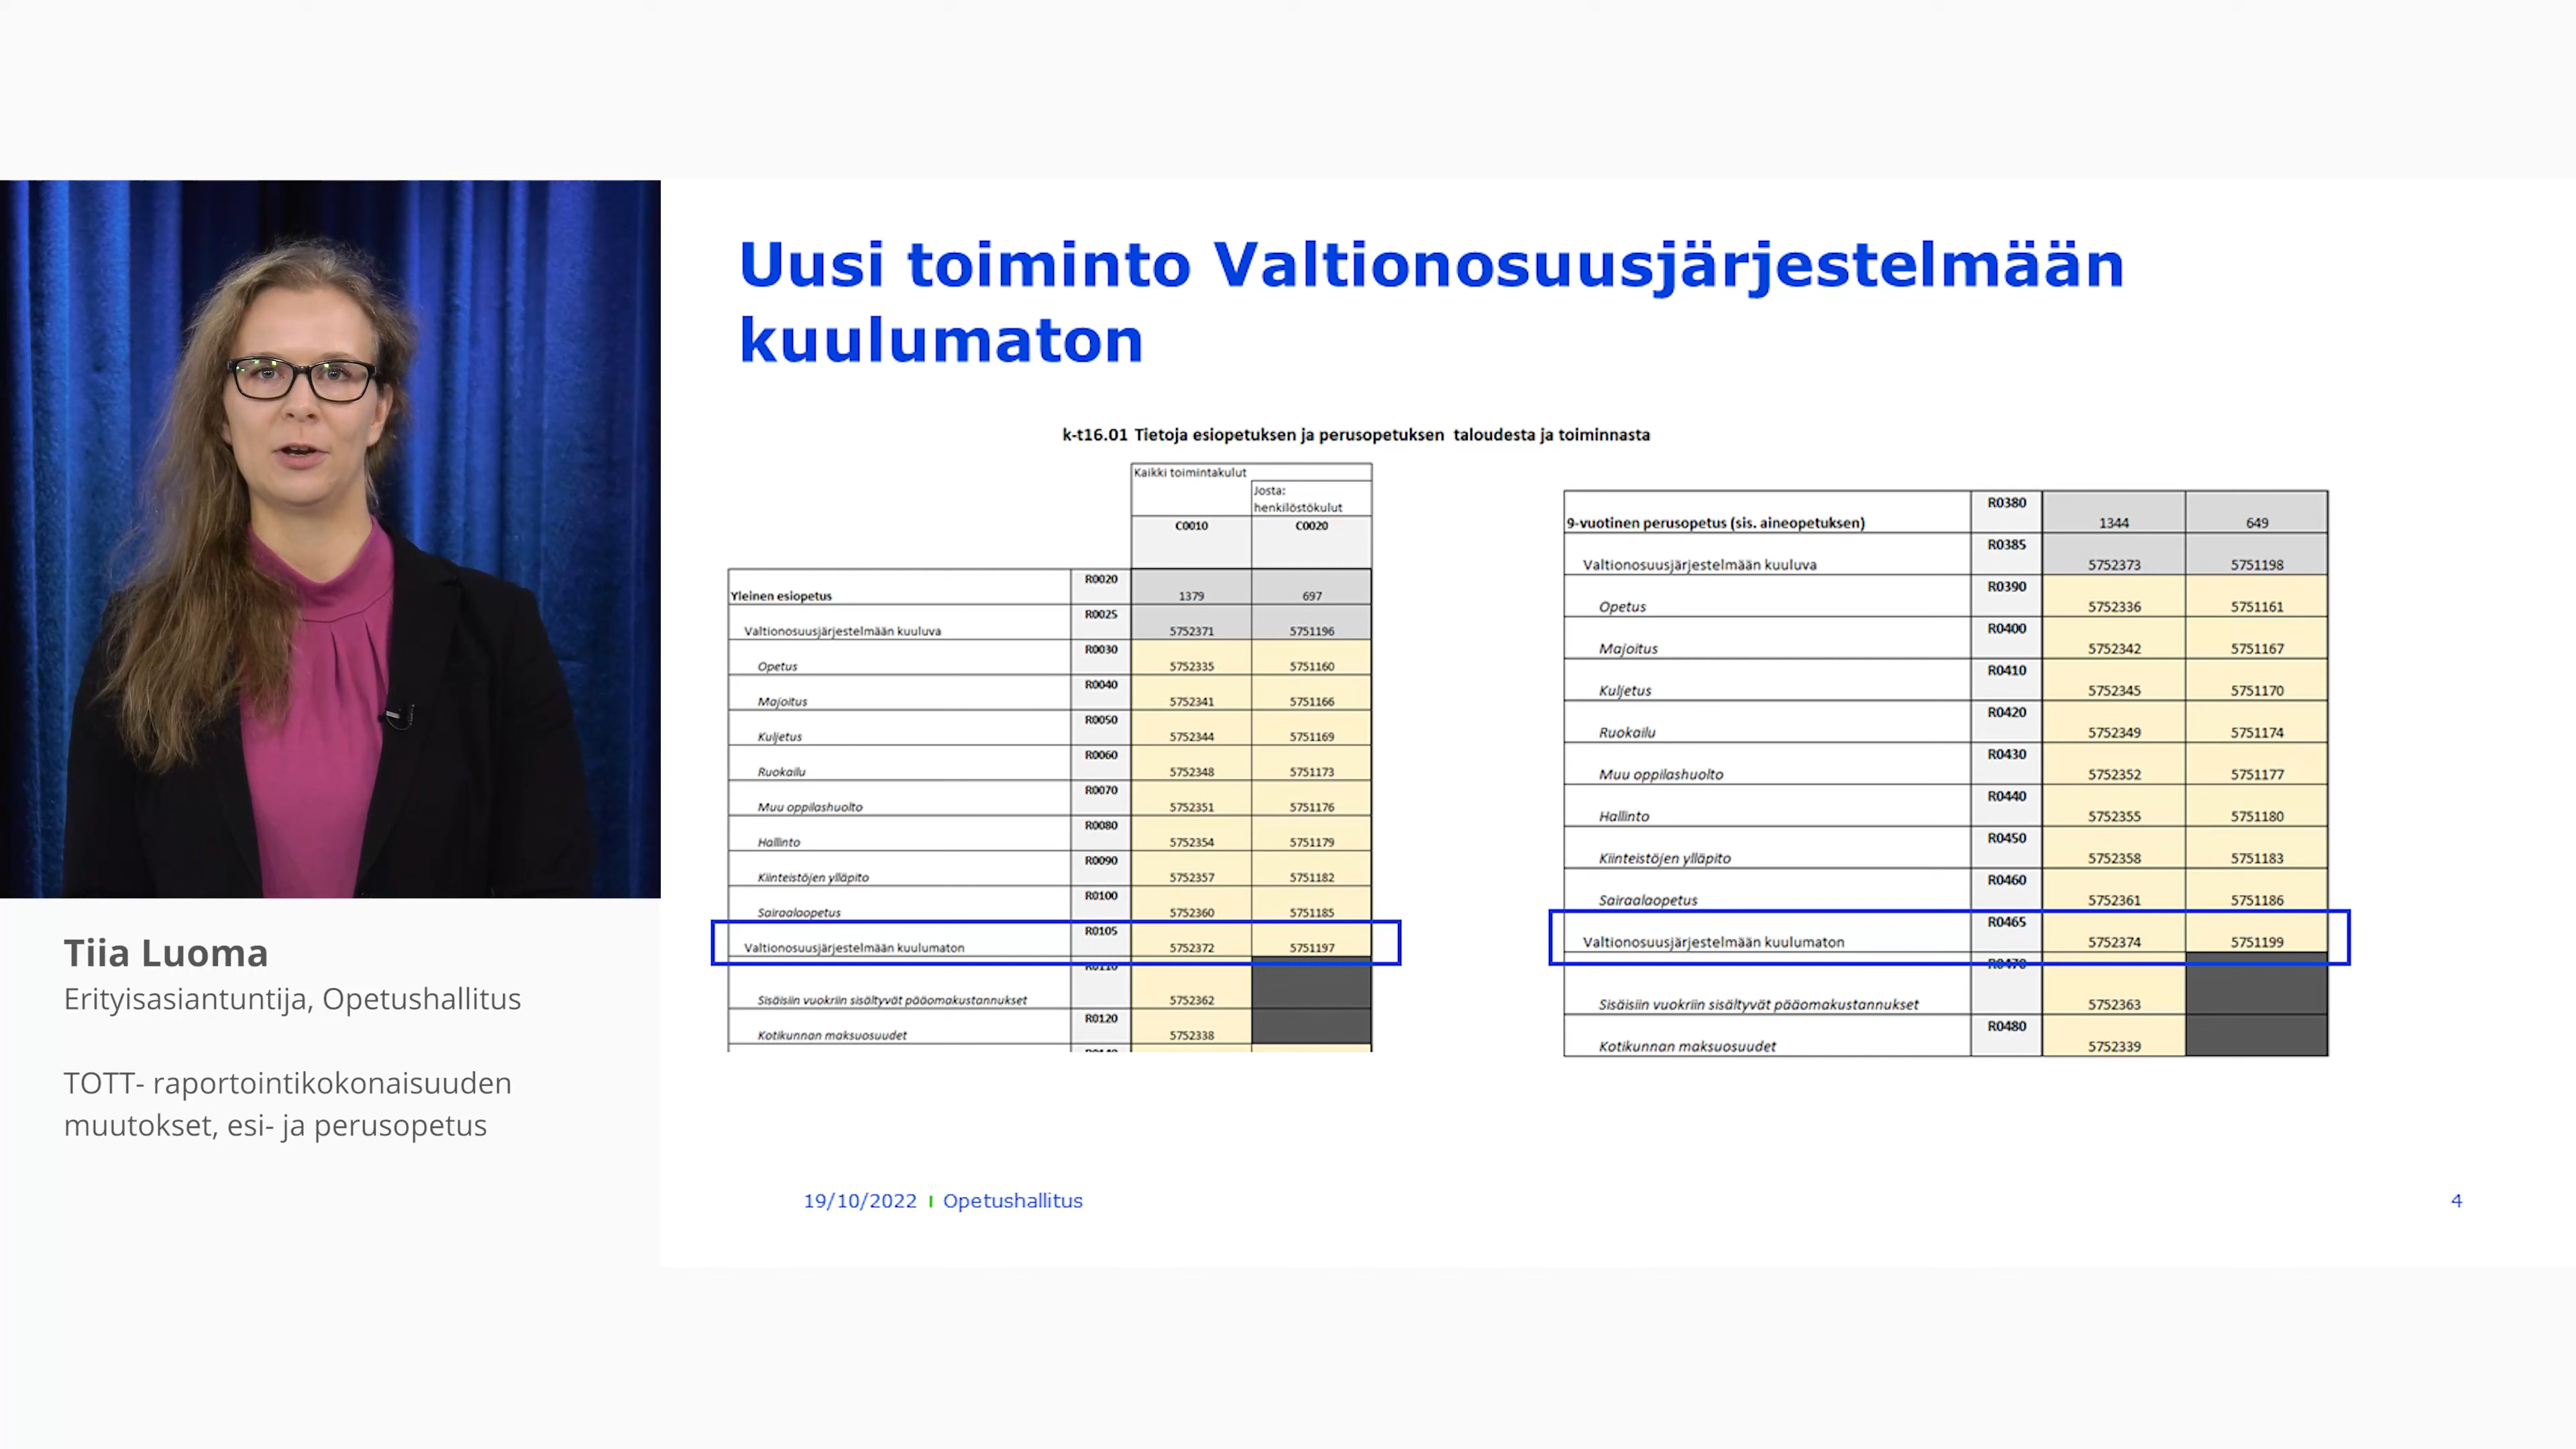 Uusi toiminto Valtionosuusjärjestelmään
kuulumaton
k-t16.01 Tietoja esiopetuksen ja perusopetuksen taloudesta ja toiminnasta
Kaikki toimintakulut
Josta:
henkilöstökulut
C0010 C0020
Yleinen esiopetus R0020 1379 697
Valtionosuusjärjestelmään kuuluva R0025 5752371 5751196
Opetus R0030 5752335 5751160
Majoitus R0040 5752341 5751166
Kuljetus R0050 5752344 5751169
Ruokailu R0060 5752348 5751173
Muu oppilashuolto R0070 5752351 5751176
Hallinto R0080 5752354 5751179
Kiinteistöjen ylläpito R0090 5752357 5751182
Sairaalaopetus R0100 5752360 5751185
Valtionosuusjärjestelmään kuulumaton R0105 5752372 5751197
Sisäisiin vuokriin sisältyvät pääomakustannukset R0110 5752362
Kotikunnan maksuosuudet R0120 5752338
9-vuotinen perusopetus (sis. aineopetuksen) R0380 1344 649
Valtionosuusjärjestelmään kuuluva R0385 5752373 5751198
Opetus R0390 5752336 5751161
Majoitus R0400 5752342 5751167
Kuljetus R0410 5752345 5751170
Ruokailu R0420 5752349 5751174
Muu oppilashuolto R0430 5752352 5751177
Hallinto R0440 5752355 5751180
Kiinteistöjen ylläpito R0450 5752358 5751183
Sairaalaopetus R0460 5752361 5751186
Valtionosuusjärjestelmään kuulumaton R0465 5752374 5751199
Sisäisiin vuokriin sisältyvät pääomakustannukset R0470 5752363
Kotikunnan maksuosuudet R0480 5752339
Tiia Luoma
Erityisasiantuntija, Opetushallitus
TOTT- raportointikokonaisuuden
muutokset, esi- ja perusopetus
19/10/2022 Opetushallitus
4